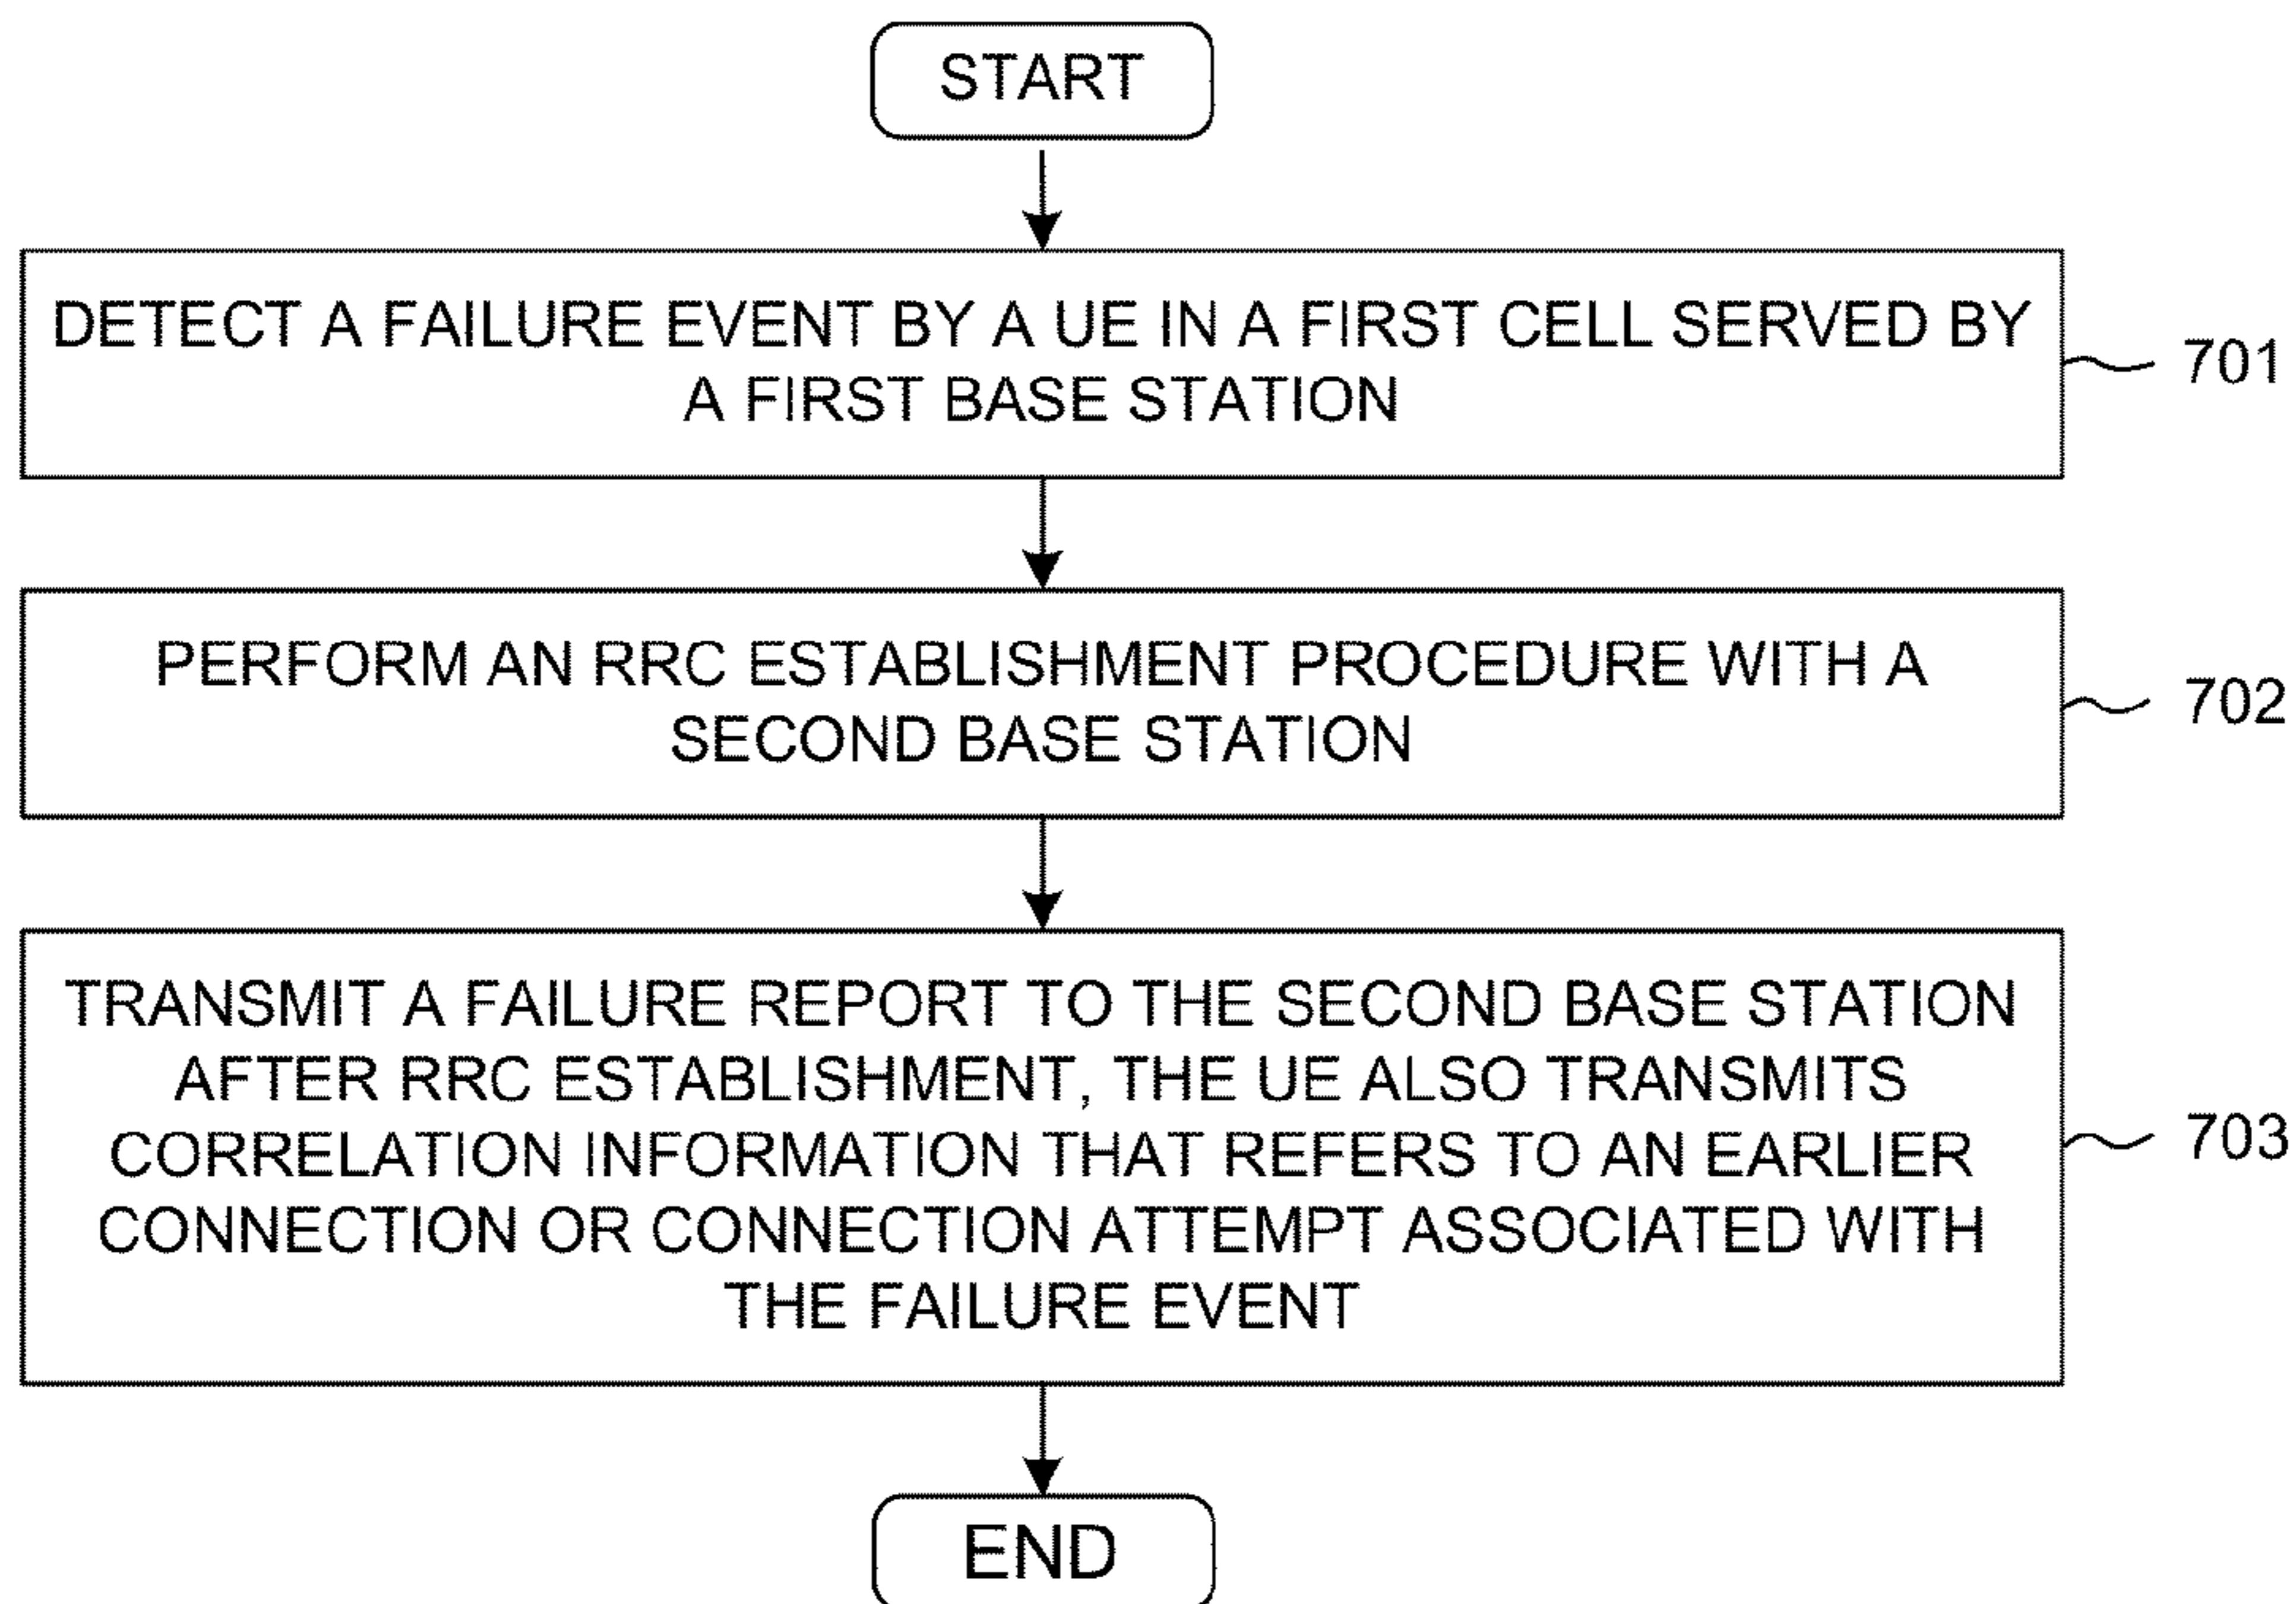 START
DETECT A FAILURE EVENT BY A UE IN A FIRST CELL SERVED BY
A FIRST BASE STATION
701
PERFORM AN RRC ESTABLISHMENT PROCEDURE WITH A
SECOND BASE STATION
702
TRANSMIT A FAILURE REPORT TO THE SECOND BASE STATION
AFTER RRC ESTABLISHMENT, THE UE ALSO TRANSMITS
CORRELATION INFORMATION THAT REFERS TO AN EARLIER
CONNECTION OR CONNECTION ATTEMPT ASSOCIATED WITH
THE FAILURE EVENT
703
END